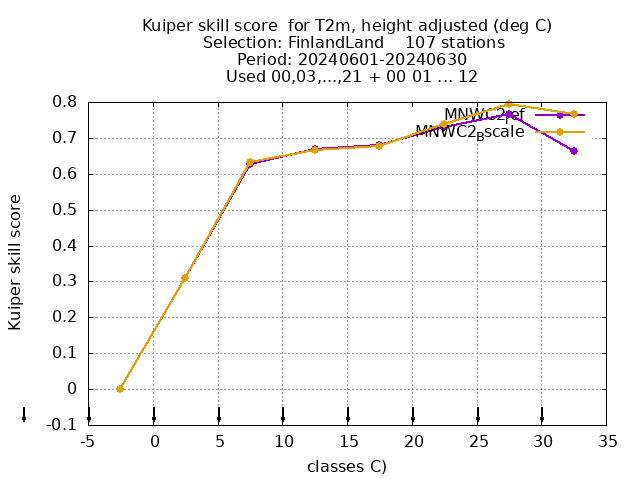 Kuiper skill score  for T2m, height adjusted (deg C)
Selection: FinlandLand    107 stations
Period: 20240601-20240630
Used 00,03,...,21 + 00 01 ... 12
Kuiper skill score
0.8
0.7
0.6
0.5
0.4
0.3
0.2
0.1
0
-0.1
MNWC2ref
MNWC2Bscale
-5 0 5 10 15 20 25 30 35
classes C)